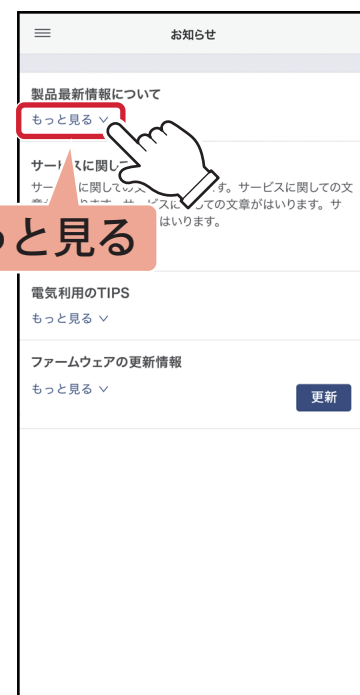 お知らせ
製品最新情報について
もっと見る
サー スに関して
サー に関しての文 す。サービスに関しての文
ります。サービスに しての文章がはいります。サ
はいります。
っと見る
電気利用のTIPS
もっと見る
ファームウェアの更新情報
もっと見る
更新